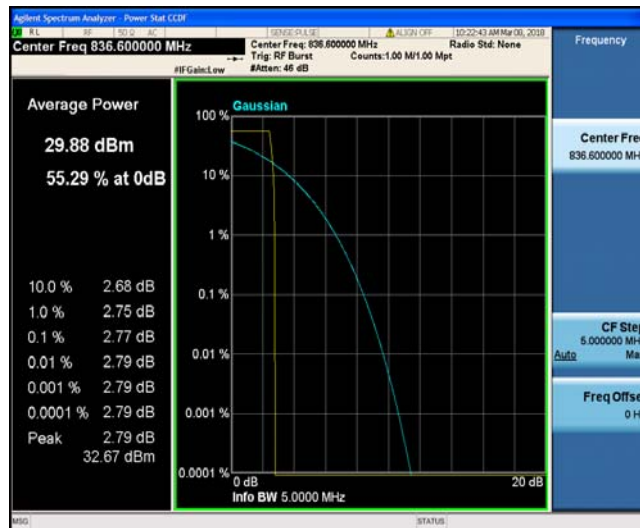 Agilent Spectrum Analyzer - Power Stat CCDF
RL RF 50 Ω AC SENSE:PULSE ALIGN OFF 10:22:43 AM Mar 08, 2018
Center Freq 836.600000 MHz
Center Freq: 836.600000 MHz Radio Std: None
Trig: RF Burst Counts:1.00 M/1.00 Mpt
#IFGain:Low #Atten: 46 dB
Frequency
Average Power
29.88 dBm
55.29 % at 0dB
10.0 % 2.68 dB
1.0 % 2.75 dB
0.1 % 2.77 dB
0.01 % 2.79 dB
0.001 % 2.79 dB
0.0001 % 2.79 dB
Peak 2.79 dB
32.67 dBm
Gaussian
100 %
10 %
1 %
0.1 %
0.01 %
0.001 %
0.0001 %
0 dB 20 dB
Info BW 5.0000 MHz
Center Fre
836.600000 MH
CF Step
5.000000 MH
Auto Ma
Freq Offse
0 H
MSG STATUS